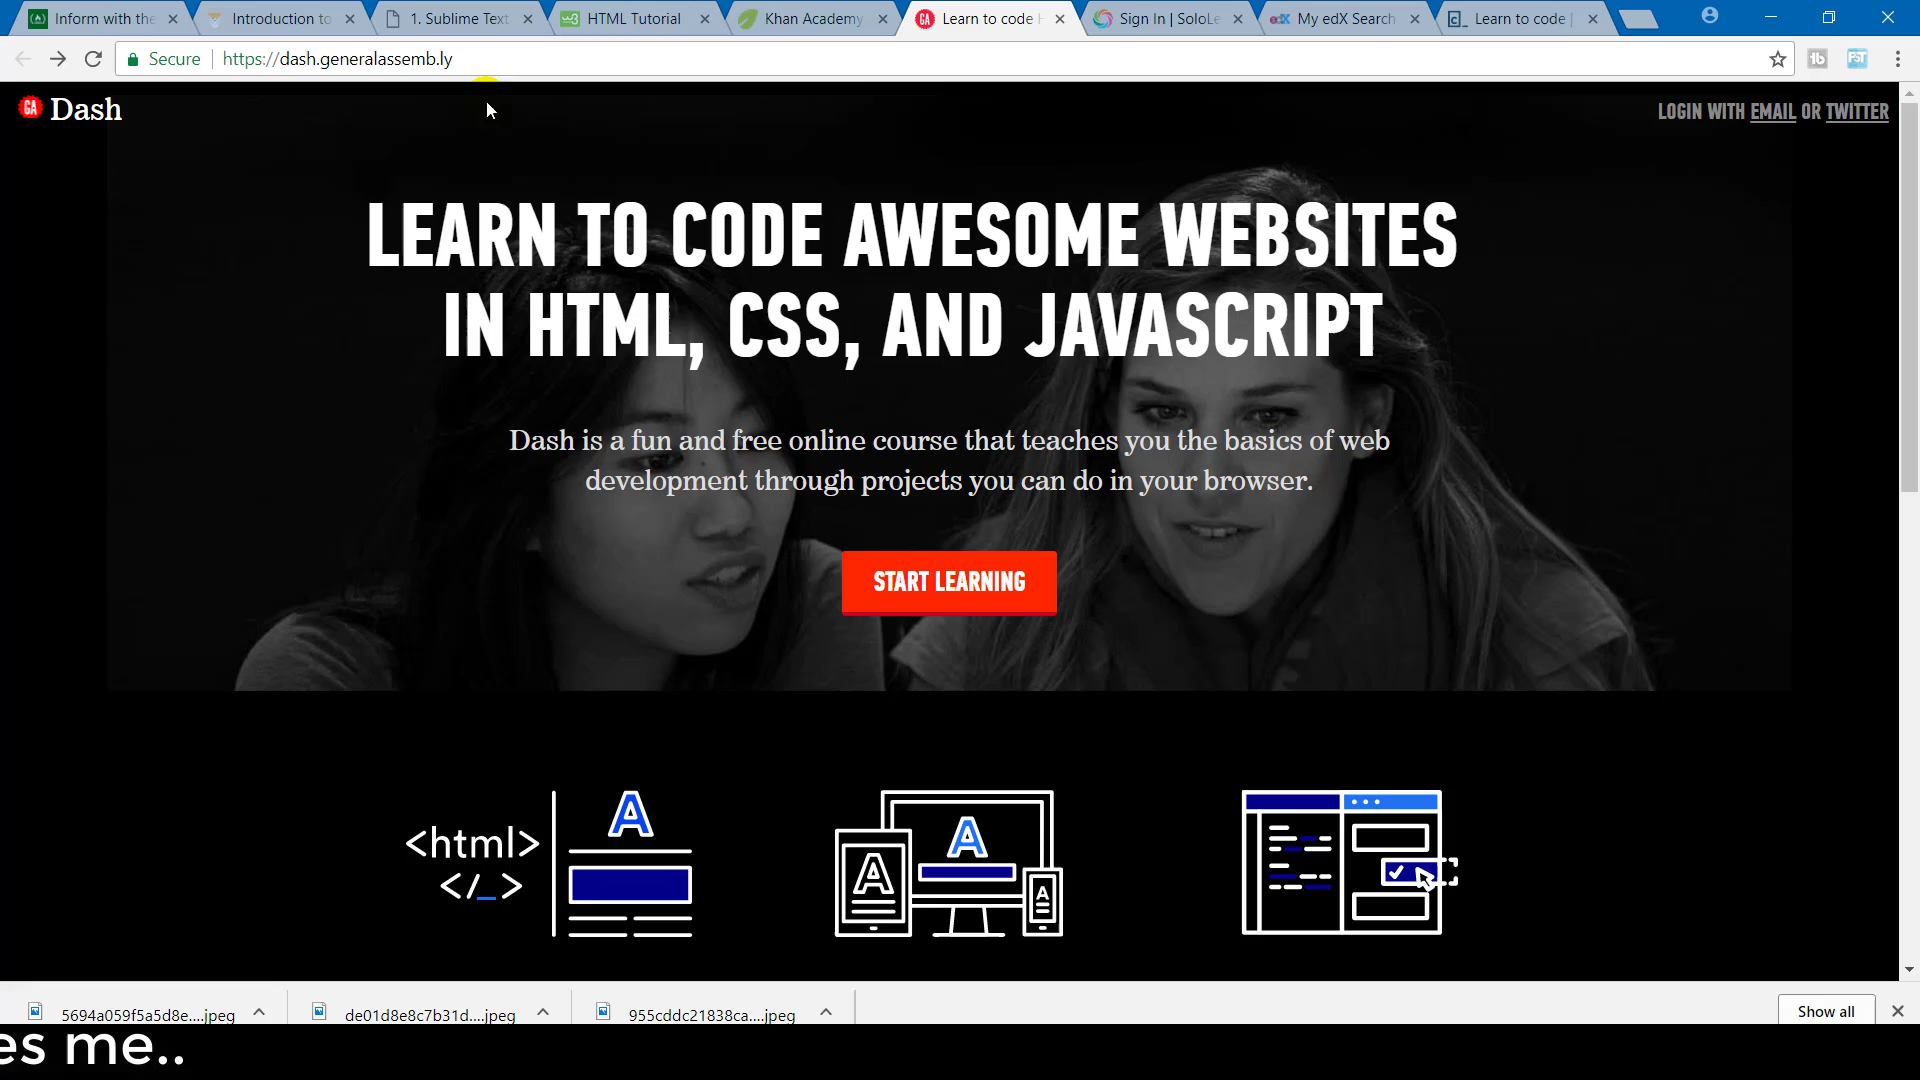 Inform with the
Introduction to
1. Sublime Text
HTML Tutorial
Khan Academy
Learn to code H
Sign In | SoloLe
My edX Search
Learn to code |
Secure
https://dash.generalassemb.ly
GA Dash
LOGIN WITH EMAIL OR TWITTER
LEARN TO CODE AWESOME WEBSITES
IN HTML, CSS, AND JAVASCRIPT
Dash is a fun and free online course that teaches you the basics of web
development through projects you can do in your browser.
START LEARNING
<html>
</_>
A
A
A
A
5694a059f5a5d8e....jpeg
de01d8e8c7b31d....jpeg
955cddc21838ca....jpeg
Show all
es me..